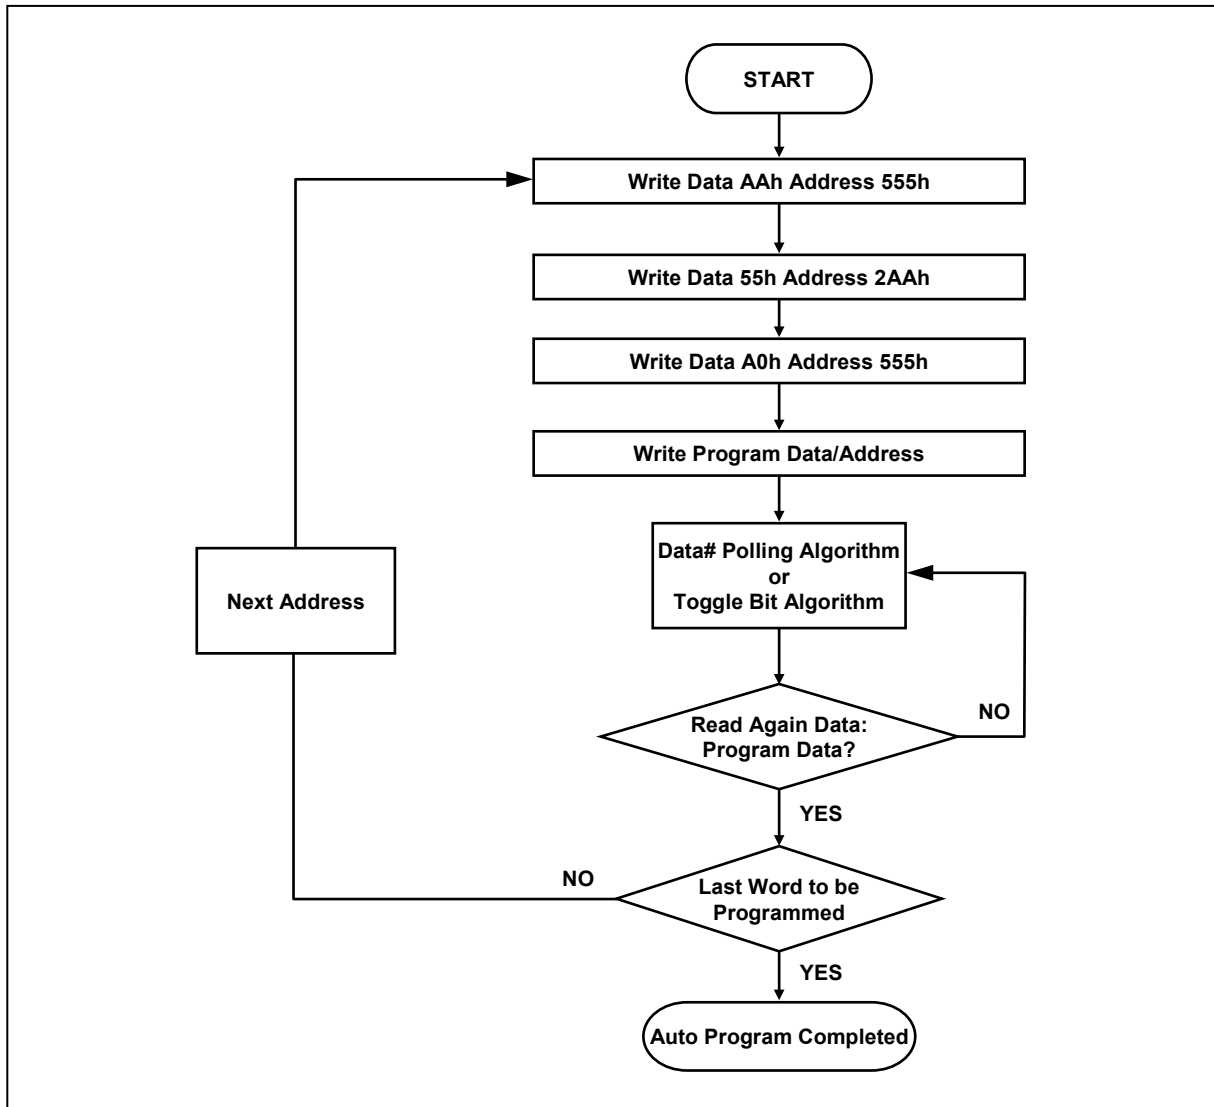 START
Write Data AAh Address 555h
Write Data 55h Address 2AAh
Write Data A0h Address 555h
Write Program Data/Address
Data# Polling Algorithm
or
Toggle Bit Algorithm
Next Address
Read Again Data:
Program Data?
NO
YES
Last Word to be
Programmed
NO
YES
Auto Program Completed